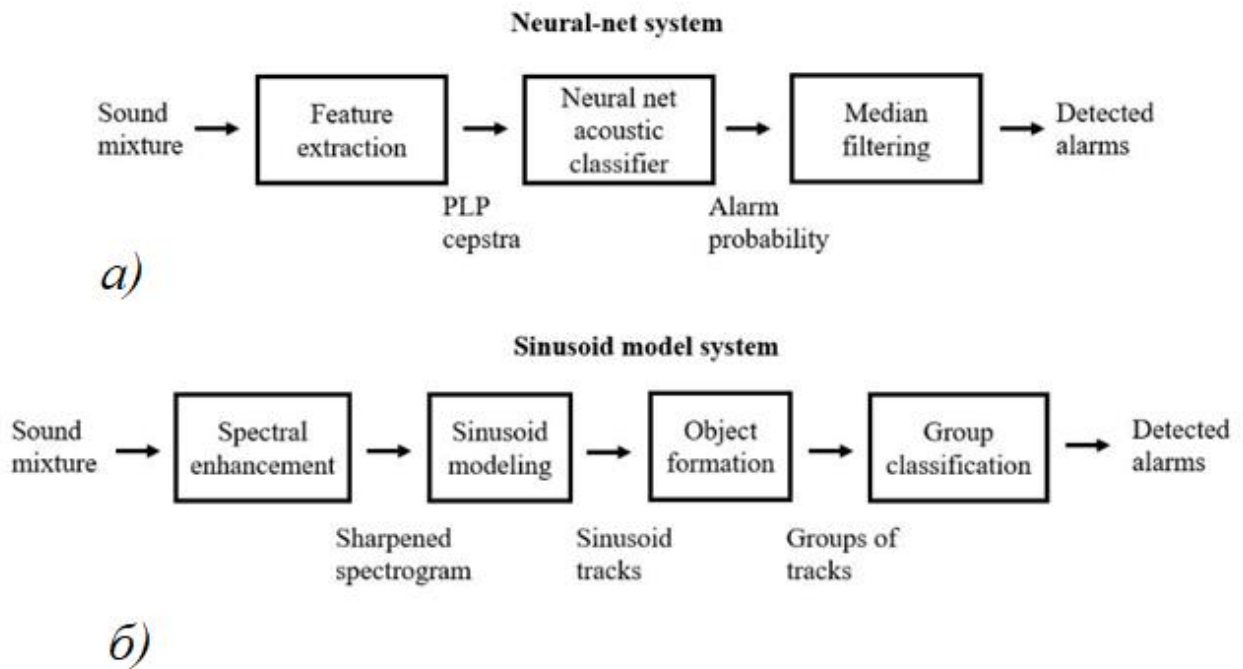 Neural-net system
Sound
mixture
Feature
extraction
Neural net
acoustic
classifier
Median
filtering
Detected
alarms
PLP
cepstra
Alarm
probability
а)
Sinusoid model system
Sound
mixture
Spectral
enhancement
Sinusoid
modeling
Object
formation
Group
classification
Detected
alarms
Sharpened
spectrogram
Sinusoid
tracks
Groups of
tracks
б)